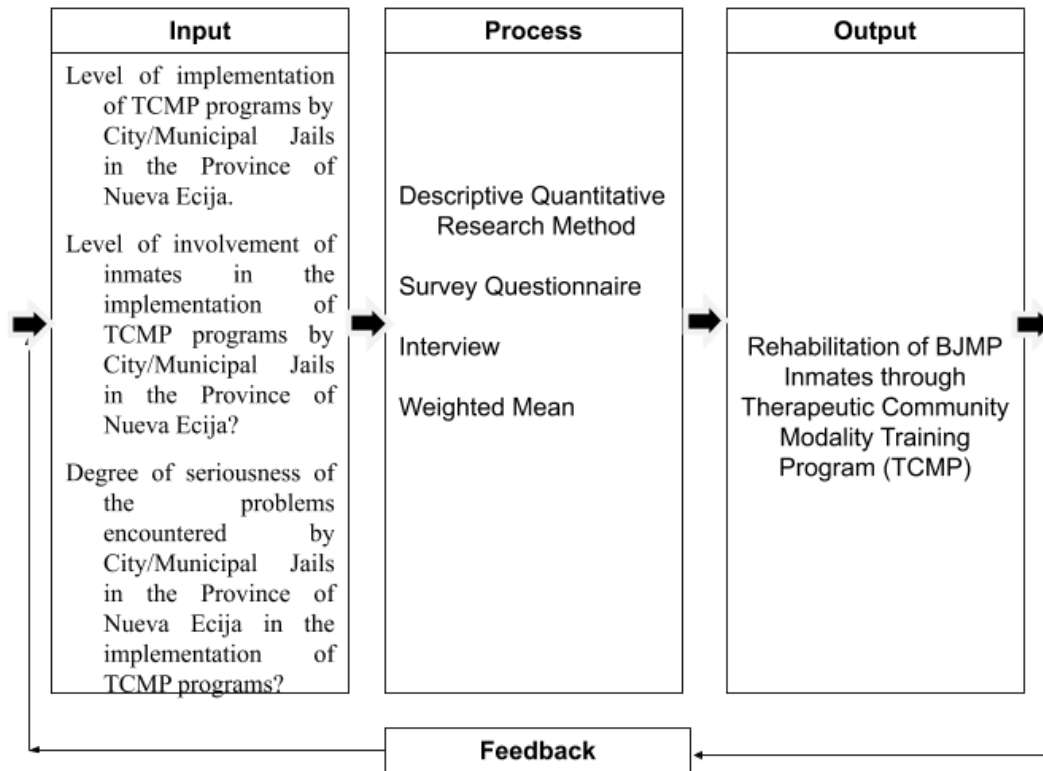 Input
Level of implementation
of TCMP programs by
City/Municipal Jails
in the Province of
Nueva Ecija.
Level of involvement of
inmates in the
implementation of
TCMP programs by
City/Municipal Jails
in the Province of
Nueva Ecija?
Degree of seriousness of
the problems
encountered by
City/Municipal Jails
in the Province of
Nueva Ecija in the
implementation of
TCMP programs?
Process
Descriptive Quantitative
Research Method
Survey Questionnaire
Interview
Weighted Mean
Output
Rehabilitation of BJMP
Inmates through
Therapeutic Community
Modality Training
Program (TCMP)
Feedback